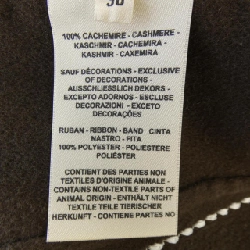 100% CACHEMIRE - CASHMERE -
KASCHMIR - CACHEMIRA -
KASHMIR - CAXEMIRA
SAUF DÉCORATIONS - EXCLUSIVE
OF DECORATIONS -
AUSSCHLIESSLICH DEKORS -
EXCEPTO ADORNOS - ESCLUSE
DECORAZIONI - EXCETO
DECORAÇÕES
RUBAN - RIBBON - BAND CINTA
NASTRO - FITA
100% POLYESTER - POLIESTERE
POLIÉSTER
CONTIENT DES PARTIES NON
TEXTILES D'ORIGINE ANIMALE -
CONTAINS NON-TEXTILE PARTS OF
ANIMAL ORIGIN - ENTHÄLT NICHT
TEXTILE TEILE TIERISCHER
HERKUNFT - CONTIENE PARTES NO